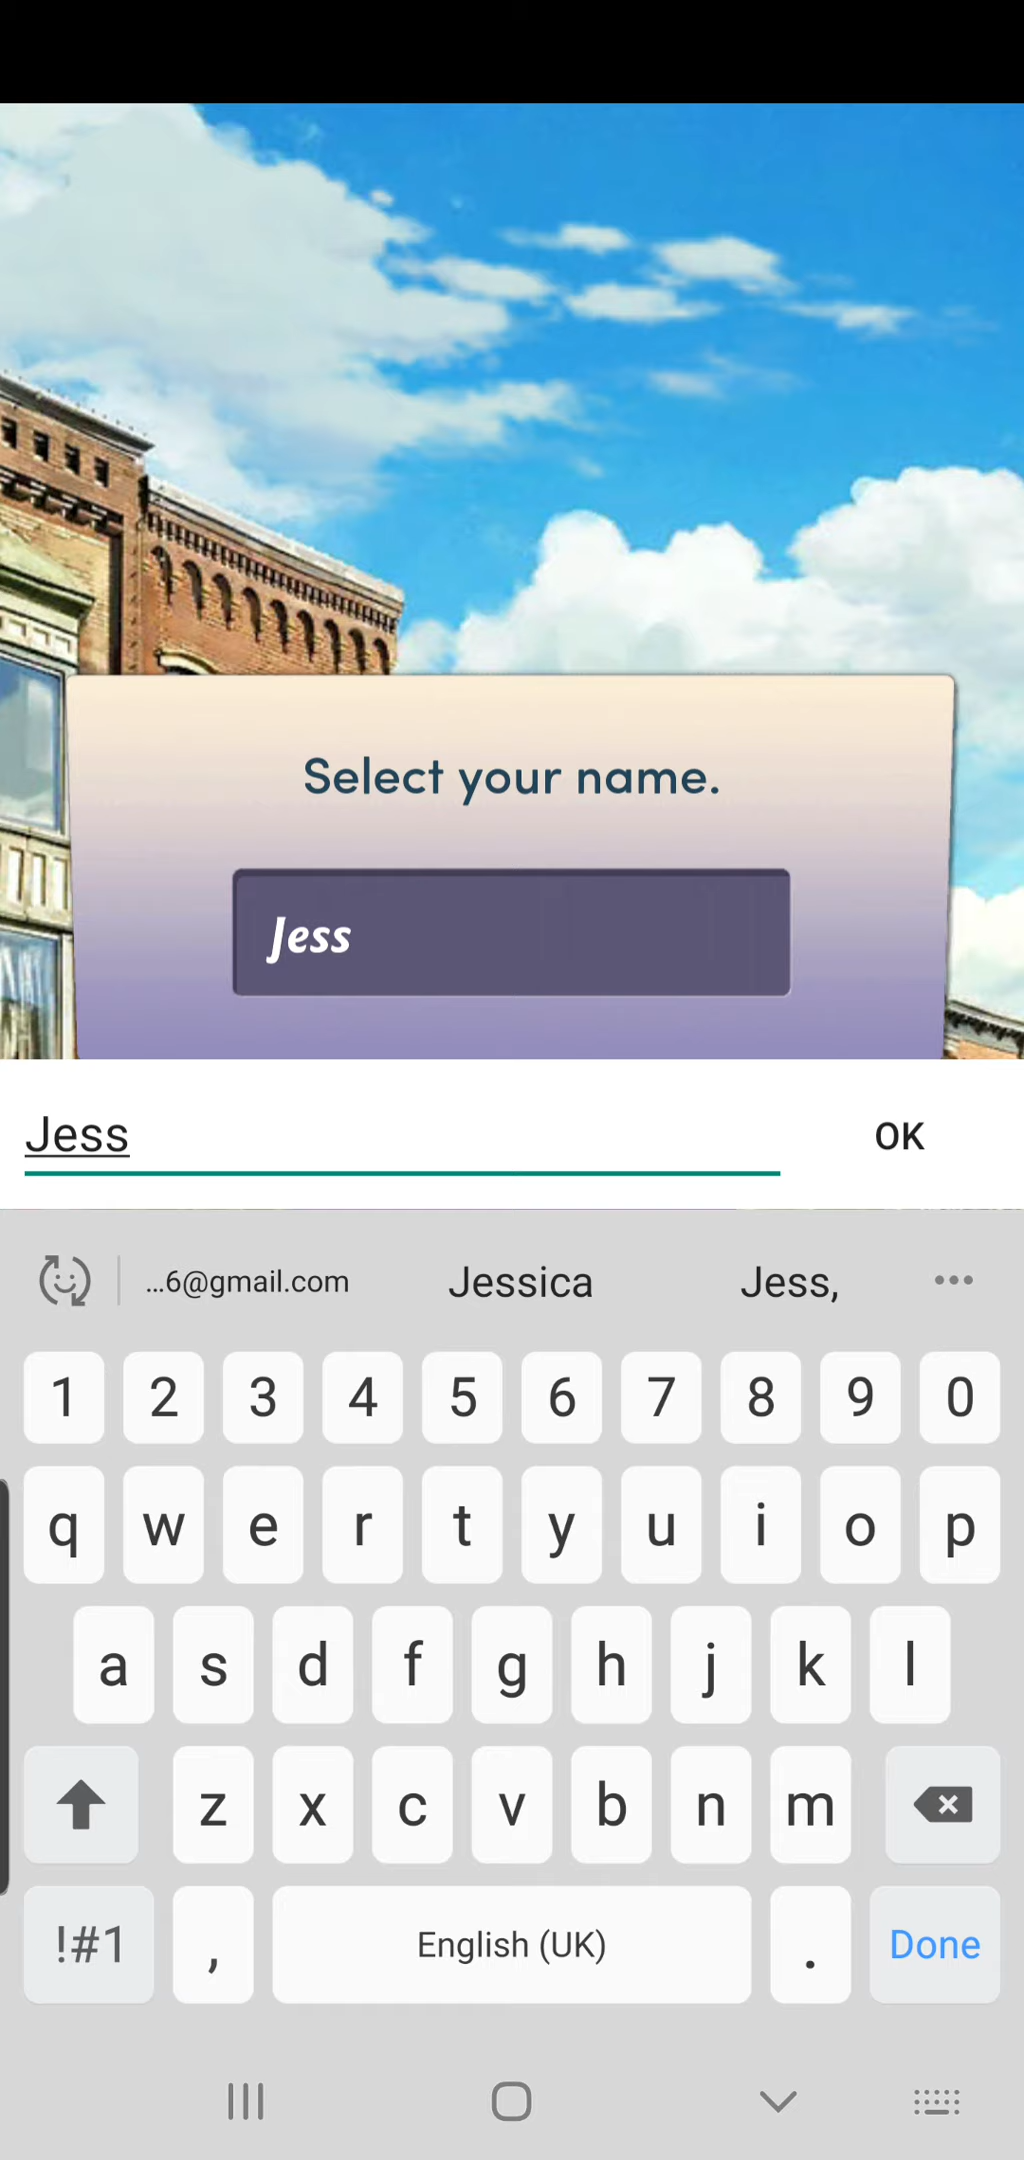 Select your name.
Jess
Jess OK
...6@gmail.com Jessica Jess, •••
1 2 3 4 5 6 7 8 9 0
q w e r t y u i o p
a s d f g h j k l
z x c v b n m
!#1 , English (UK) . Done